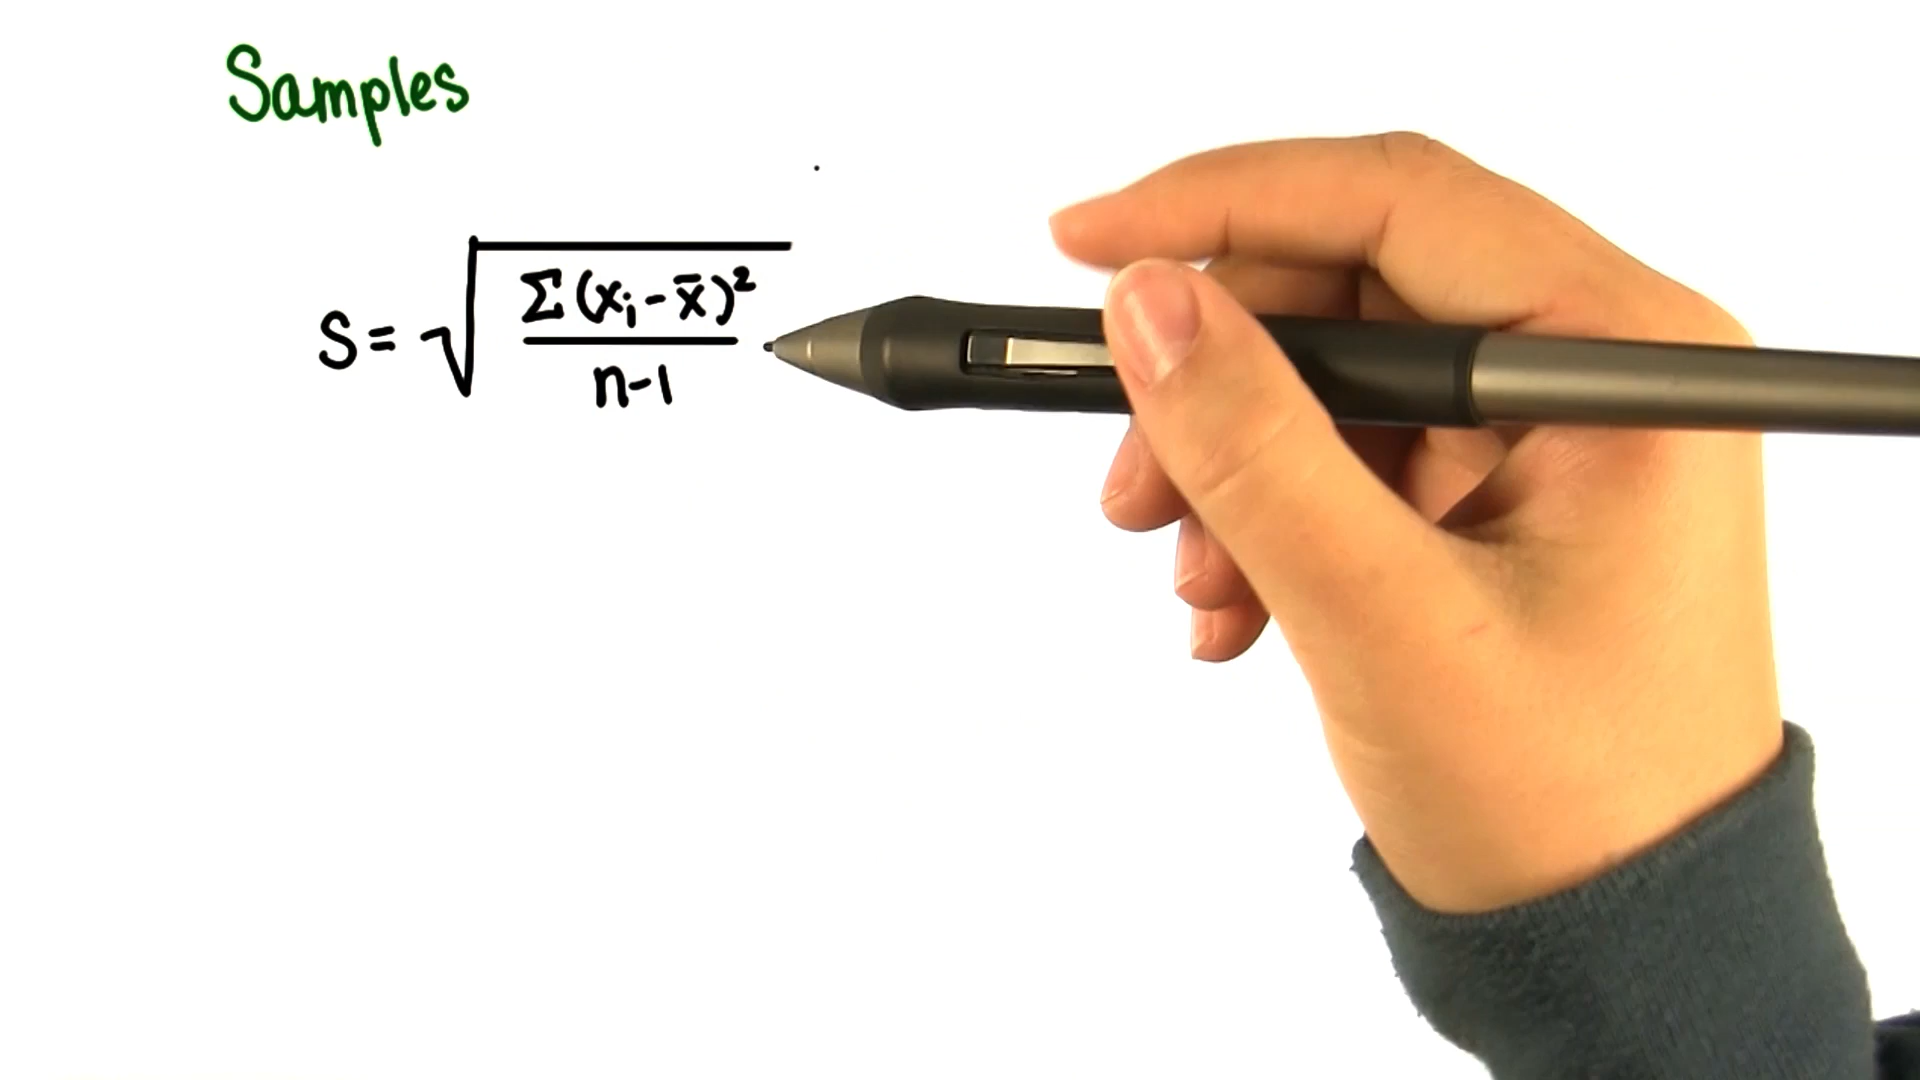 Samples
S = √ Σ(xᵢ - x̄)²
n-1